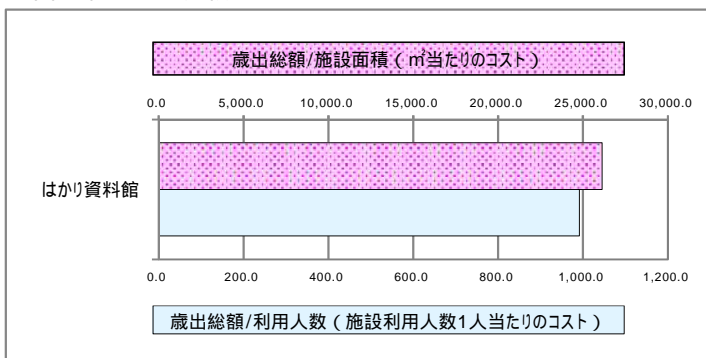 歳出総額/施設面積(㎡当たりのコスト)
0.0 5,000.0 10,000.0 15,000.0 20,000.0 25,000.0 30,000.0
はかり資料館
0.0 200.0 400.0 600.0 800.0 1,000.0 1,200.0
歳出総額/利用人数(施設利用人数1人当たりのコスト)